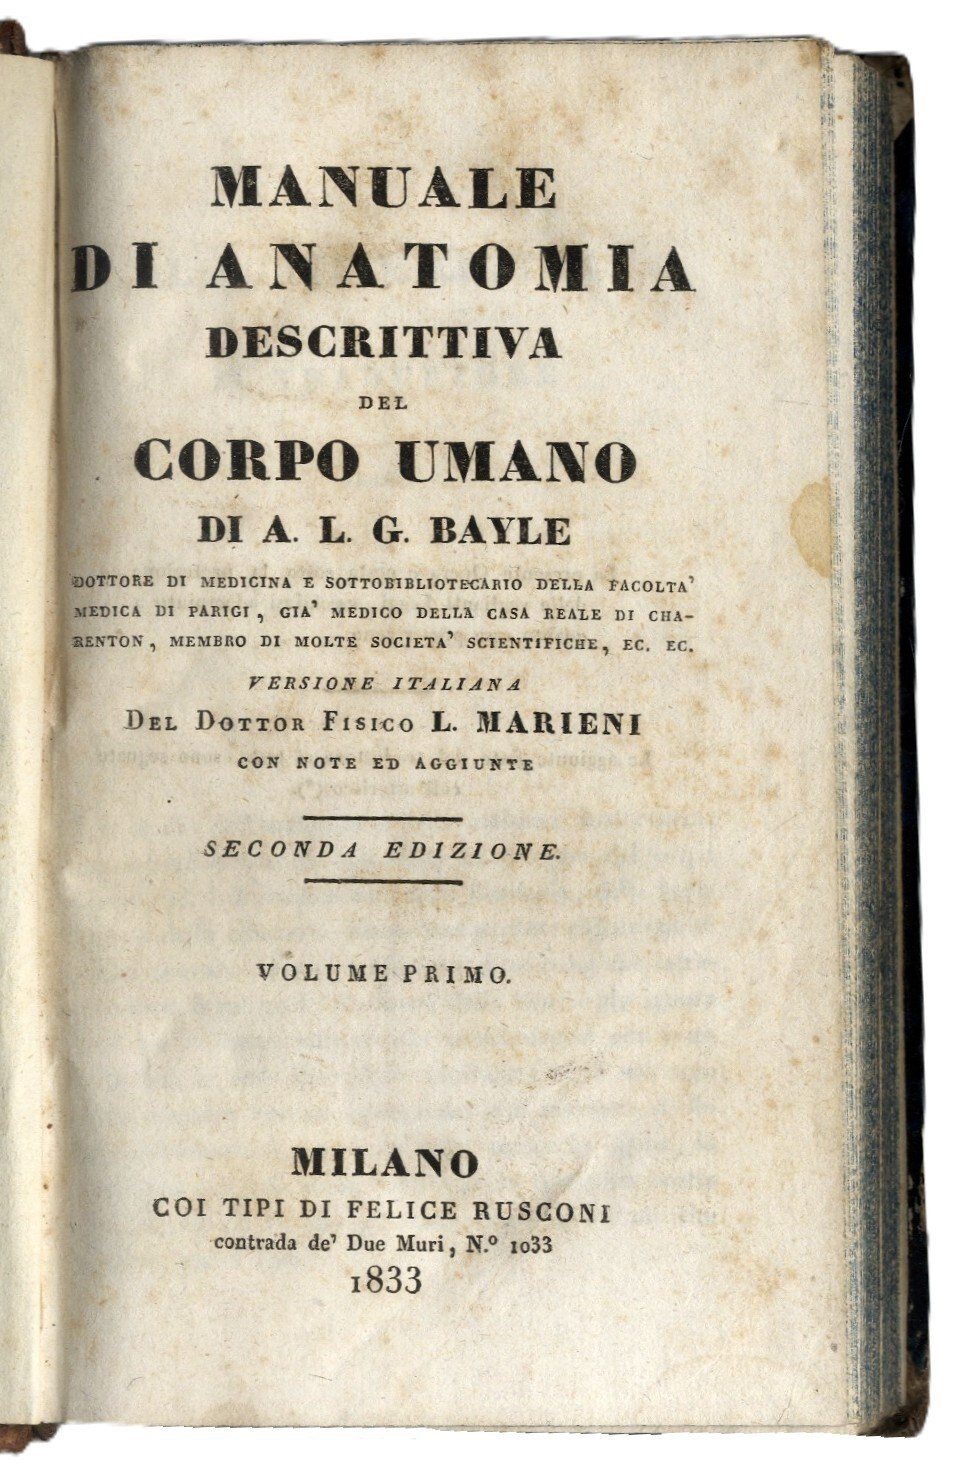 MANUALE
DI ANATOMIA
DESCRITTIVA
DEL
CORPO UMANO
DI A. L. G. BAYLE
DOTTORE DI MEDICINA E SOTTOBIBLIOTECARIO DELLA FACOLTA'
MEDICA DI PARIGI, GIA' MEDICO DELLA CASA REALE DI CHA-
RENTON, MEMBRO DI MOLTE SOCIETA' SCIENTIFICHE, EC. EC.
VERSIONE ITALIANA
DEL DOTTOR FISICO L. MARIENI
CON NOTE ED AGGIUNTE
SECONDA EDIZIONE.
VOLUME PRIMO.
MILANO
COI TIPI DI FELICE RUSCONI
contrada de' Due Muri, N.º 1033
1833